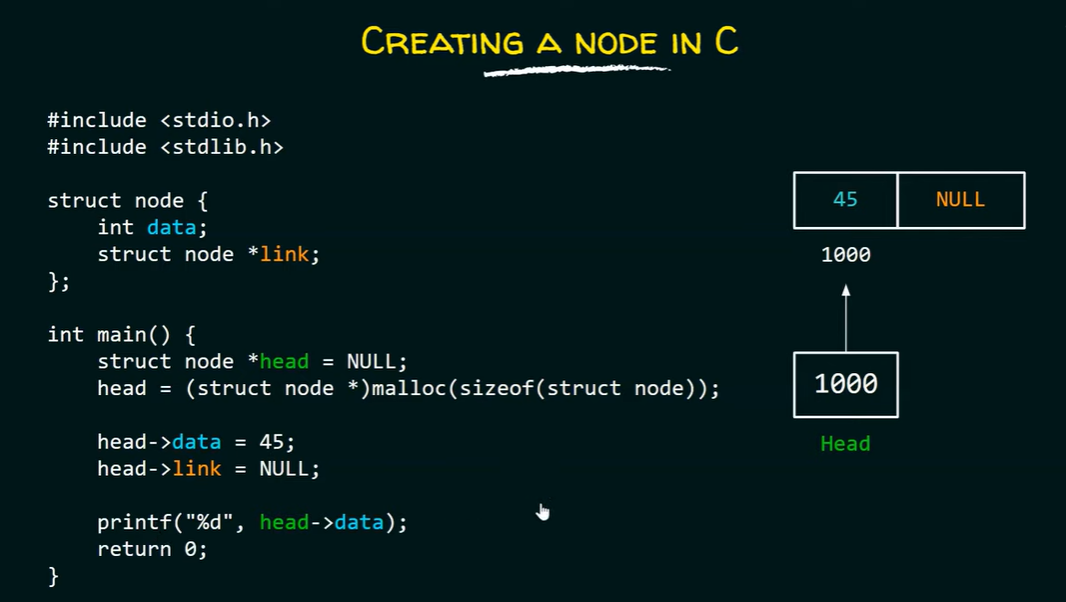 CREATING A NODE IN C
#include <stdio.h>
#include <stdlib.h>
struct node {
    int data;
    struct node *link;
};
int main() {
    struct node *head = NULL;
    head = (struct node *)malloc(sizeof(struct node));
    head->data = 45;
    head->link = NULL;
    printf("%d", head->data);
    return 0;
}
45 NULL
1000
1000
Head